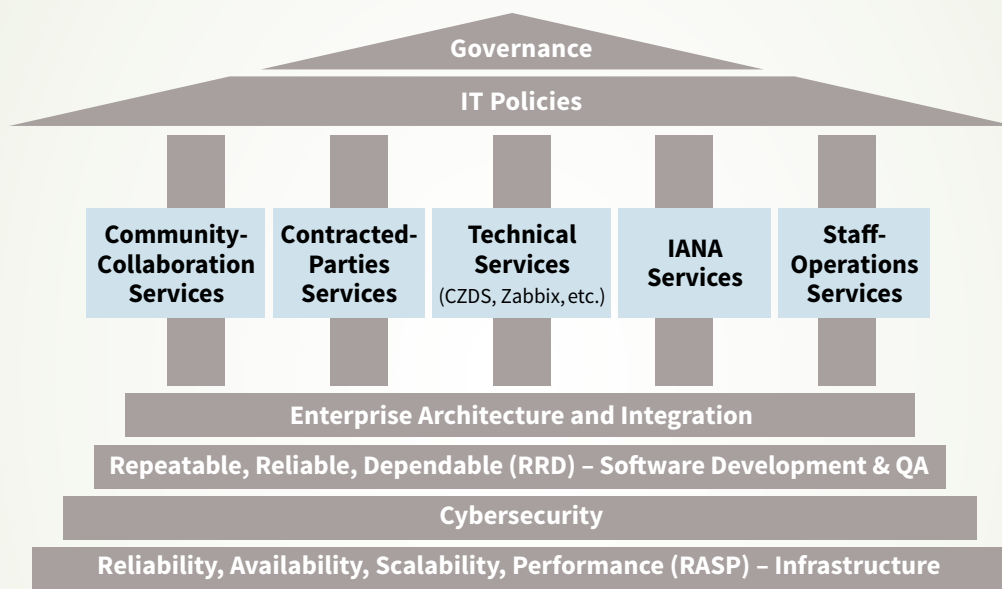 Governance
IT Policies
Community-
Collaboration
Services
Contracted-
Parties
Services
Technical
Services
(CZDS, Zabbix, etc.)
IANA
Services
Staff-
Operations
Services
Enterprise Architecture and Integration
Repeatable, Reliable, Dependable (RRD) – Software Development & QA
Cybersecurity
Reliability, Availability, Scalability, Performance (RASP) – Infrastructure